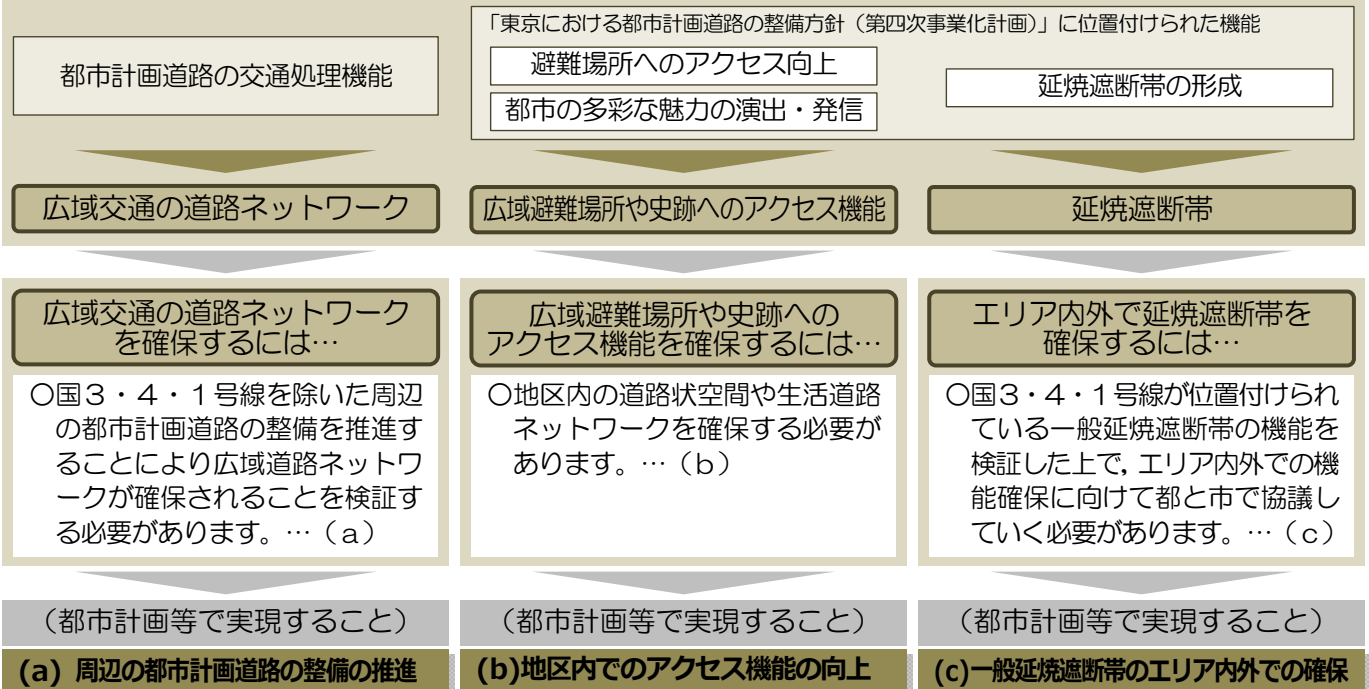 都市計画道路の交通処理機能
「東京における都市計画道路の整備方針（第四次事業化計画）」に位置付けられた機能
避難場所へのアクセス向上
都市の多彩な魅力の演出・発信
延焼遮断帯の形成
広域交通の道路ネットワーク
広域避難場所や史跡へのアクセス機能
延焼遮断帯
広域交通の道路ネットワーク
を確保するには…
〇国３・４・１号線を除いた周辺
の都市計画道路の整備を推進す
ることにより広域道路ネットワ
ークが確保されることを検証す
る必要があります。…（a）
広域避難場所や史跡への
アクセス機能を確保するには…
〇地区内の道路状空間や生活道路
ネットワークを確保する必要が
あります。…（b）
エリア内外で延焼遮断帯を
確保するには…
〇国３・４・１号線が位置付けられ
ている一般延焼遮断帯の機能を
検証した上で，エリア内外での機
能確保に向けて都と市で協議し
ていく必要があります。…（c）
（都市計画等で実現すること）
(a) 周辺の都市計画道路の整備の推進
（都市計画等で実現すること）
(b)地区内でのアクセス機能の向上
（都市計画等で実現すること）
(c)一般延焼遮断帯のエリア内外での確保